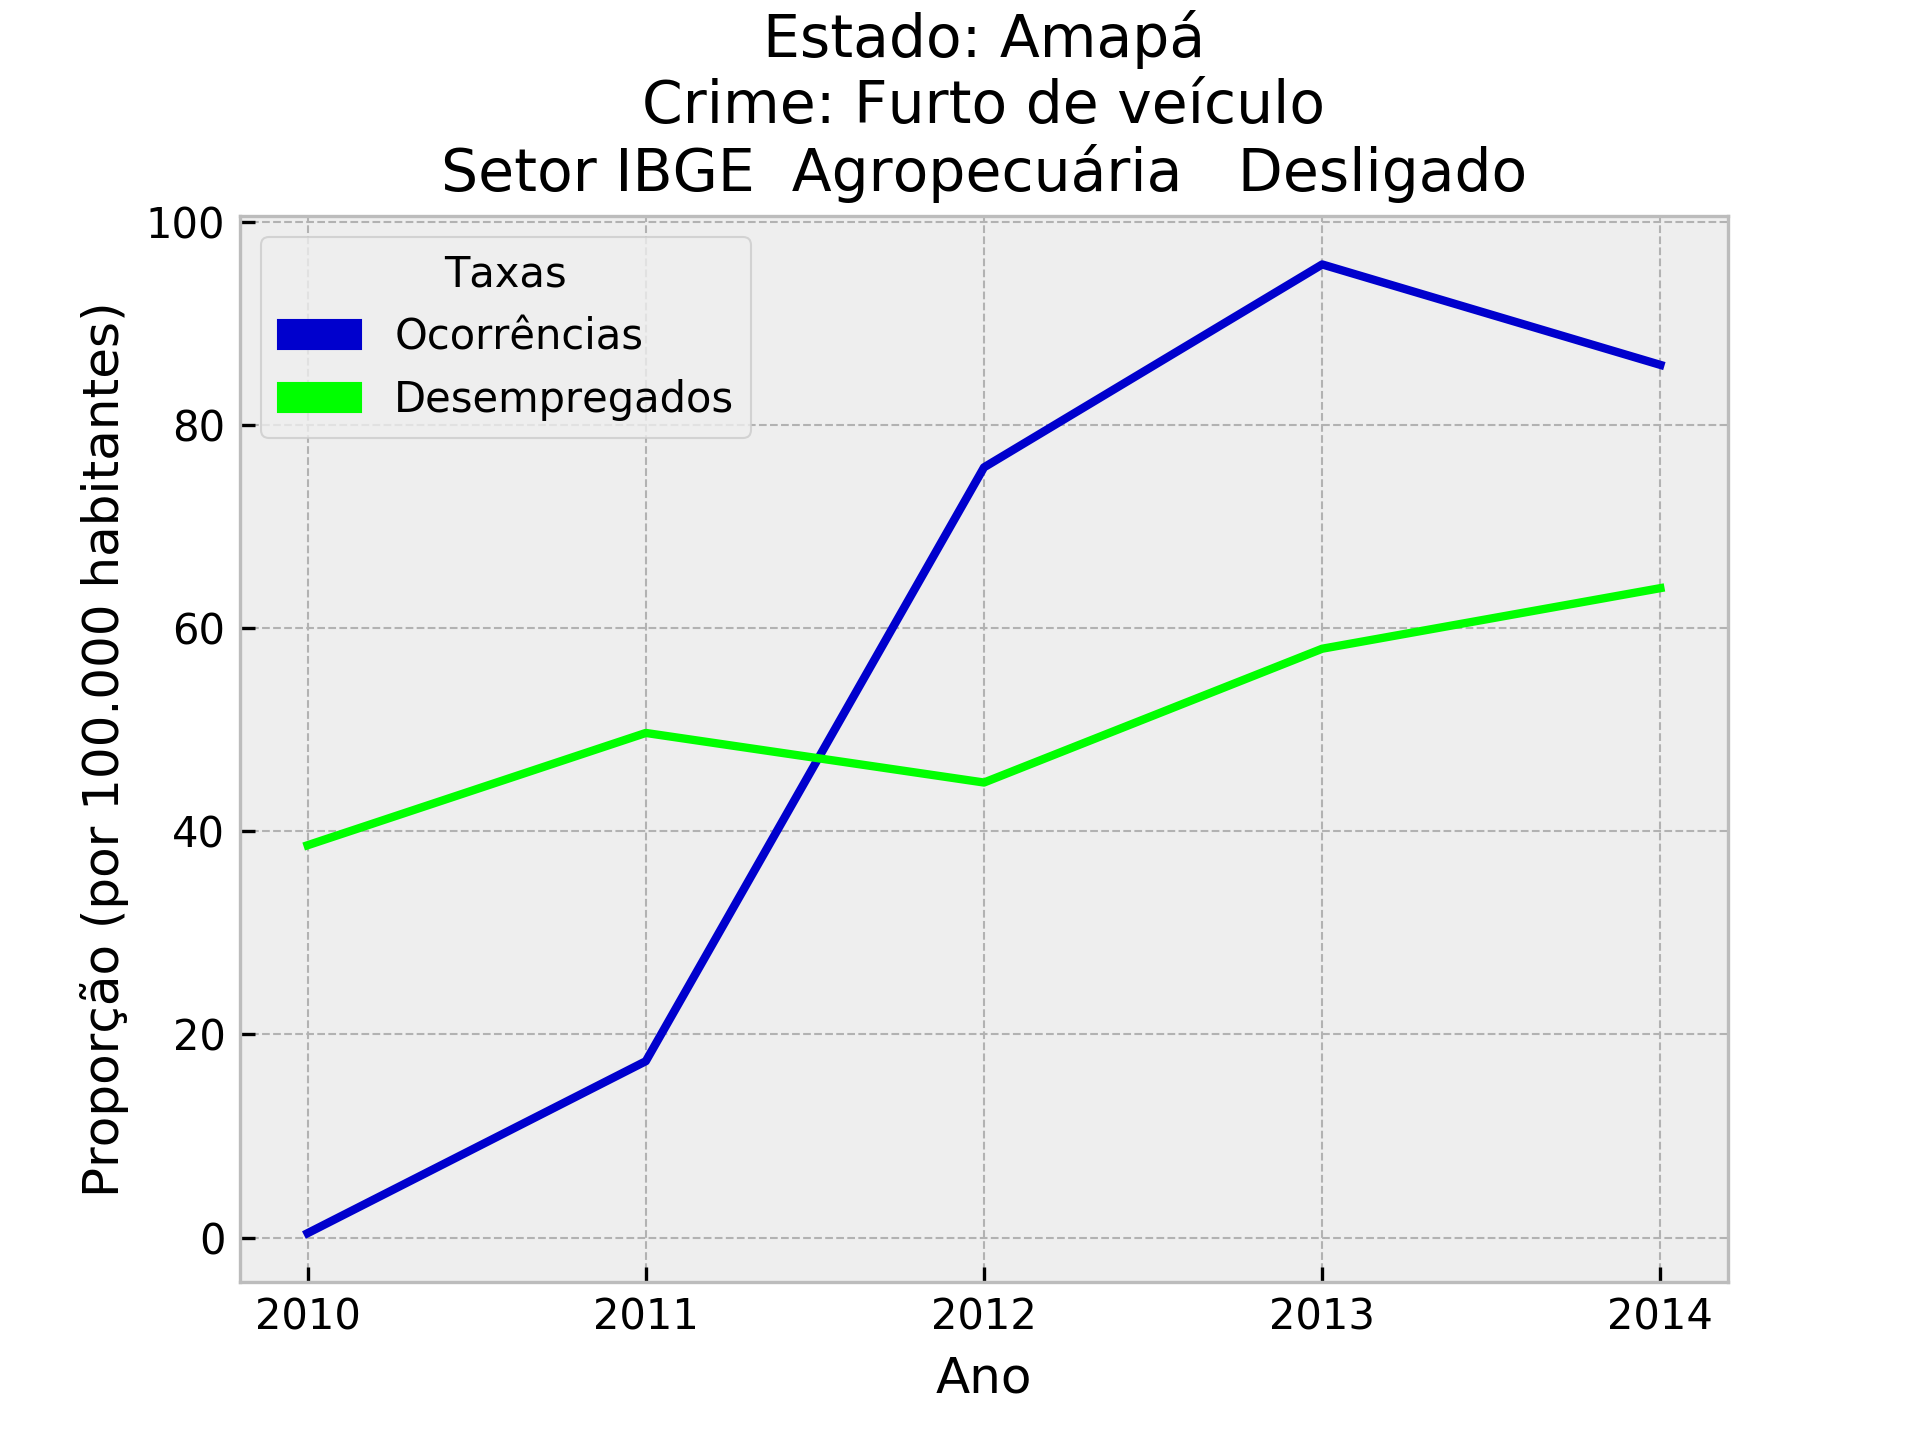 Estado: Amapá
Crime: Furto de veículo
Setor IBGE  Agropecuária   Desligado
Proporção (por 100.000 habitantes)
100
80
60
40
20
0
Taxas
Ocorrências
Desempregados
2010 2011 2012 2013 2014
Ano